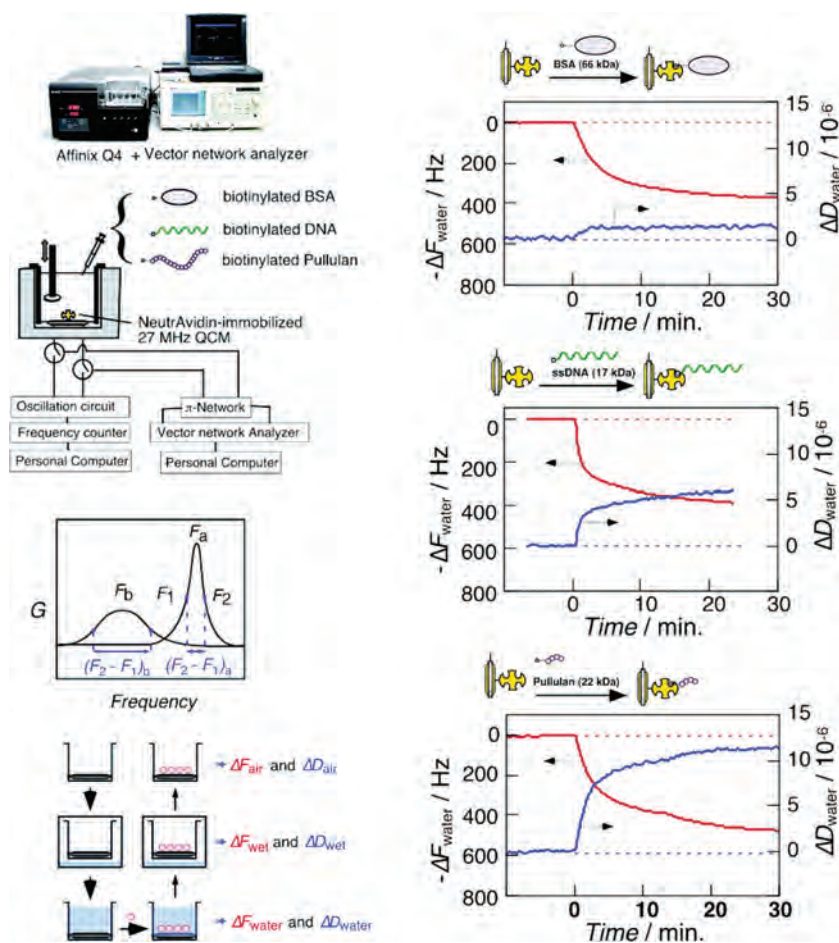 Affinix Q4 + Vector network analyzer
biotinylated BSA
biotinylated DNA
biotinylated Pullulan
NeutrAvidin-immobilized
27 MHz QCM
Oscillation circuit
Frequency counter
Personal Computer
π-Network
Vector network Analyzer
Personal Computer
G
Fa
Fb
F1
F2
(F2 − F1)b
(F2 − F1)a
Frequency
ΔFair and ΔDair
ΔFwet and ΔDwet
ΔFwater and ΔDwater
BSA (66 kDa)
-ΔFwater / Hz
0
200
400
600
800
15
10
5
0
ΔDwater / 10-6
0 10 20 30
Time / min.
ssDNA (17 kDa)
-ΔFwater / Hz
0
200
400
600
800
15
10
5
0
ΔDwater / 10-6
0 10 20 30
Time / min.
Pullulan (22 kDa)
-ΔFwater / Hz
0
200
400
600
800
15
10
5
0
ΔDwater / 10-6
0 10 20 30
Time / min.